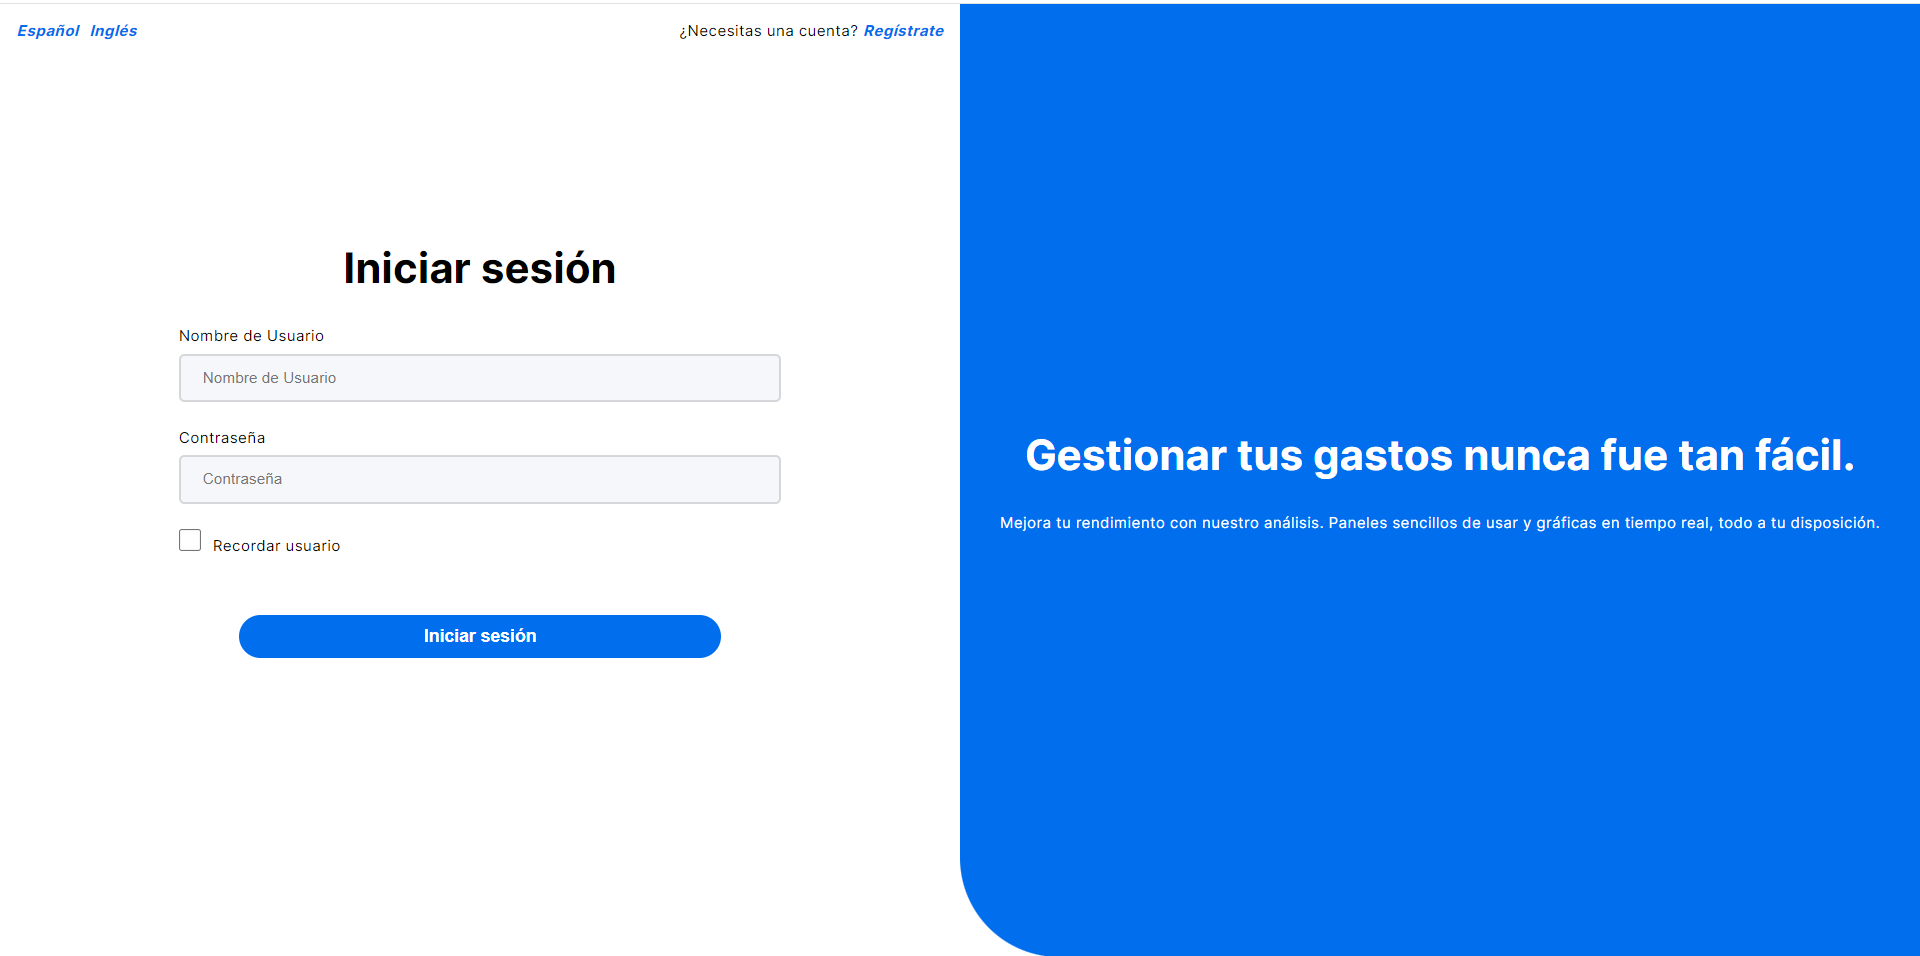 Español Inglés
¿Necesitas una cuenta? Regístrate
Iniciar sesión
Nombre de Usuario
Nombre de Usuario
Contraseña
Contraseña
Recordar usuario
Iniciar sesión
Gestionar tus gastos nunca fue tan fácil.
Mejora tu rendimiento con nuestro análisis. Paneles sencillos de usar y gráficas en tiempo real, todo a tu disposición.